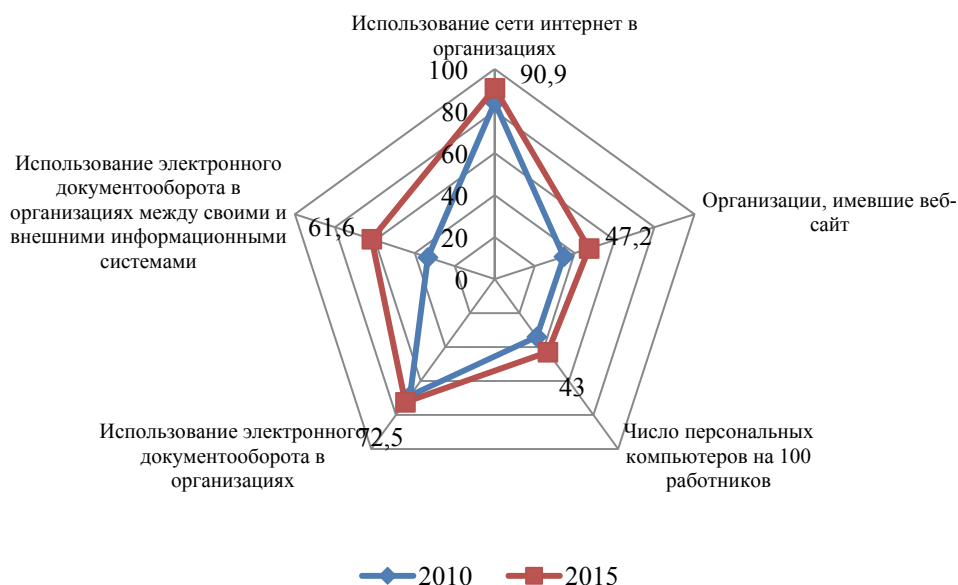 Использование сети интернет в
организациях
100
90,9
80
60
40
20
0
Организации, имевшие веб-
сайт
47,2
Число персональных
компьютеров на 100
работников
43
Использование электронного
документооборота в
организациях
72,5
Использование электронного
документооборота в
организациях между своими и
внешними информационными
системами
61,6
2010
2015